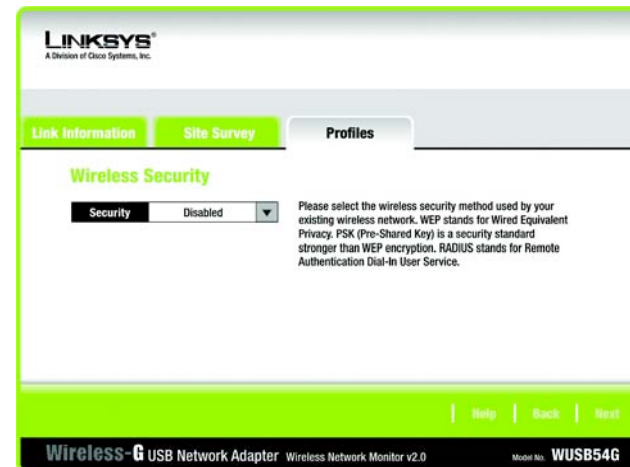 LINKSYS®
A Division of Cisco Systems, Inc.
Link Information
Site Survey
Profiles
Wireless Security
Security
Disabled
Please select the wireless security method used by your
existing wireless network. WEP stands for Wired Equivalent
Privacy. PSK (Pre-Shared Key) is a security standard
stronger than WEP encryption. RADIUS stands for Remote
Authentication Dial-In User Service.
Help
Back
Next
Wireless-G USB Network Adapter Wireless Network Monitor v2.0 Model No. WUSB54G